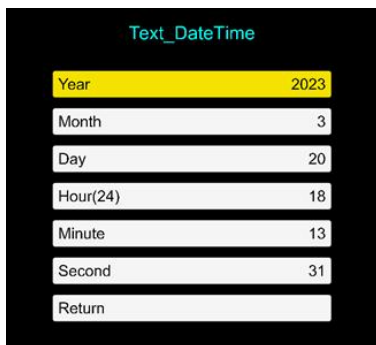 Text_DateTime
Year 2023
Month 3
Day 20
Hour(24) 18
Minute 13
Second 31
Return